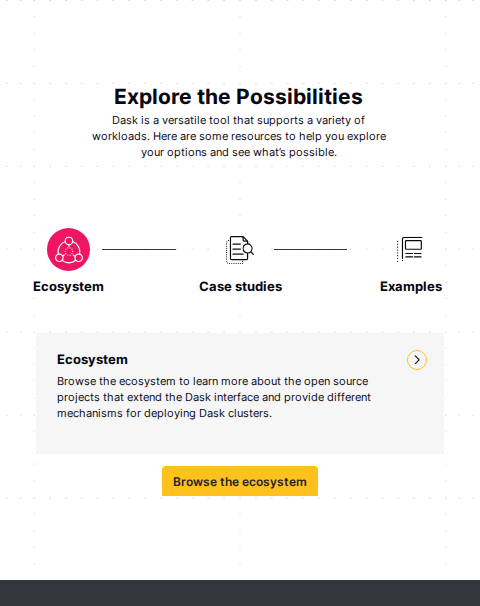 Explore the Possibilities
Dask is a versatile tool that supports a variety of
workloads. Here are some resources to help you explore
your options and see what's possible.
Ecosystem
Case studies
Examples
Ecosystem
Browse the ecosystem to learn more about the open source
projects that extend the Dask interface and provide different
mechanisms for deploying Dask clusters.
Browse the ecosystem